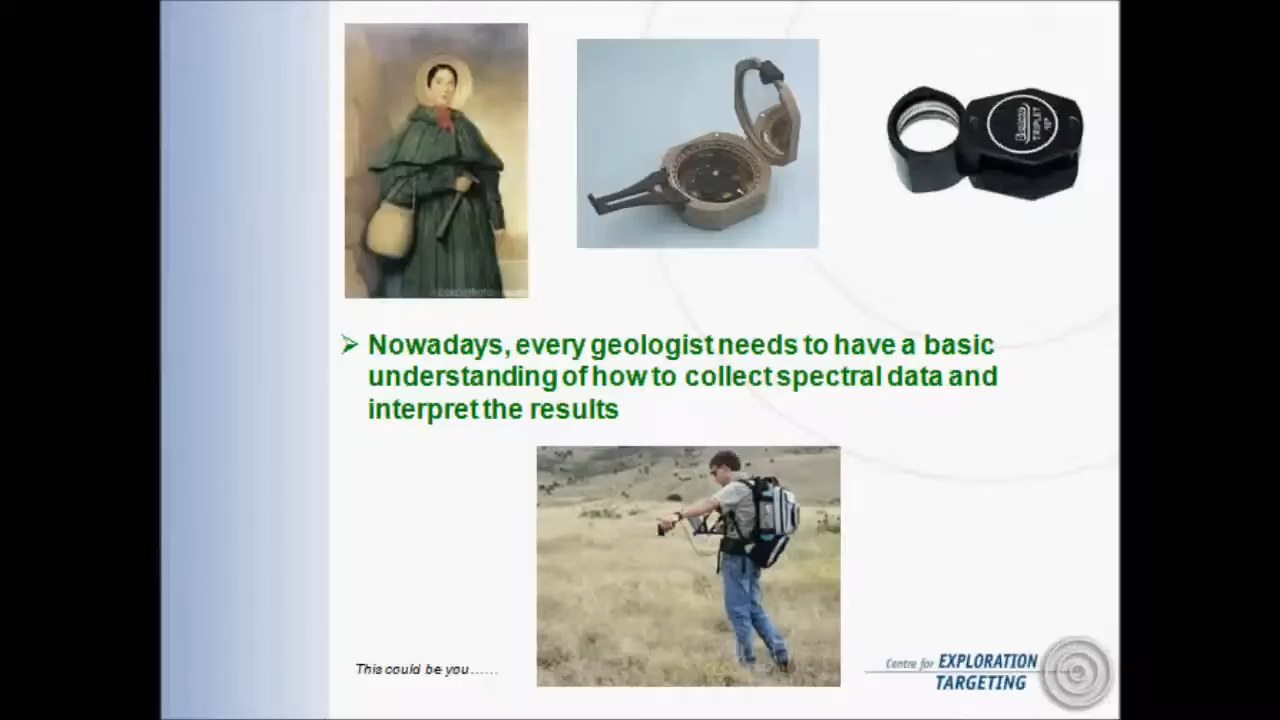 TRIPLET
Nowadays, every geologist needs to have a basic
understanding of how to collect spectral data and
interpret the results
This could be you......
Centre for EXPLORATION
TARGETING